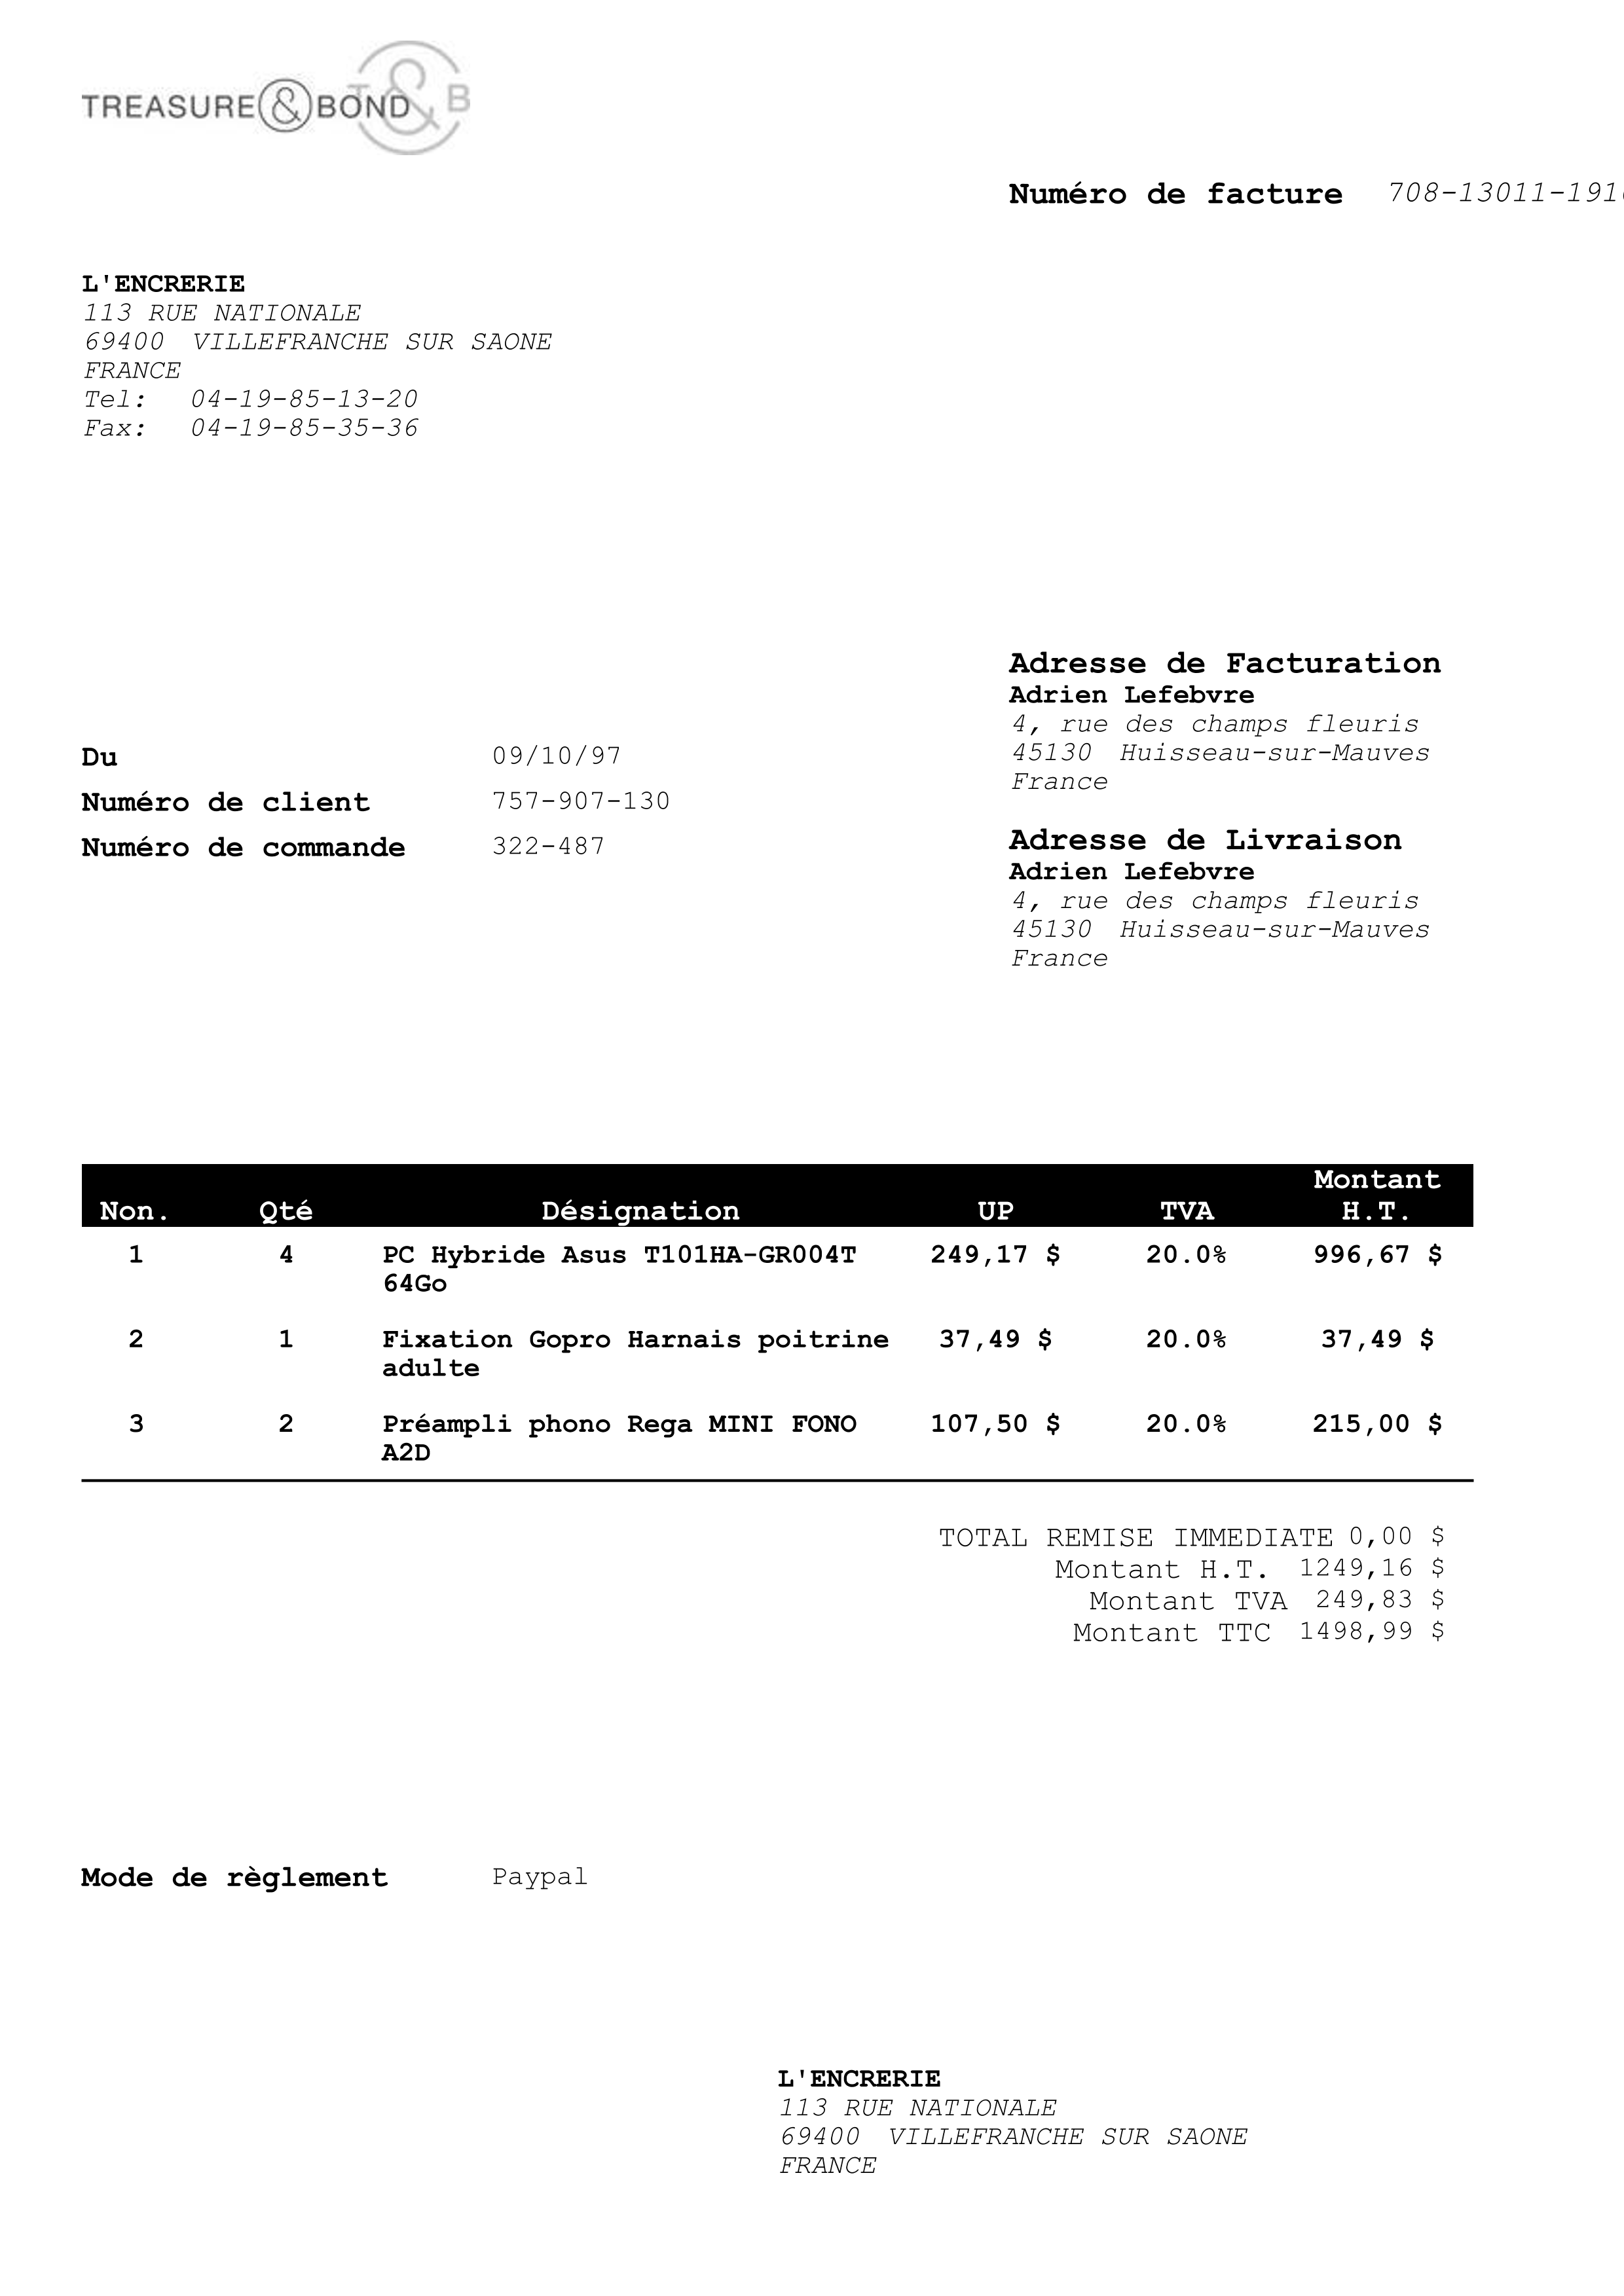 TREASURE & BOND
T & B
Numéro de facture
L'ENCRERIE
113 RUE NATIONALE
69400 VILLEFRANCHE SUR SAONE
FRANCE
Tel: 04-19-85-13-20
Fax: 04-19-85-35-36
Adresse de Facturation
Adrien Lefebvre
4, rue des champs fleuris
45130 Huisseau-sur-Mauves
France
Du 09/10/97
Numéro de client 757-907-130
Numéro de commande 322-487
Adresse de Livraison
Adrien Lefebvre
4, rue des champs fleuris
45130 Huisseau-sur-Mauves
France
Montant
Non. Qté Désignation UP TVA H.T.
1 4 PC Hybride Asus T101HA-GR004T 249,17 $ 20.0% 996,67 $
64Go
2 1 Fixation Gopro Harnais poitrine 37,49 $ 20.0% 37,49 $
adulte
3 2 Préampli phono Rega MINI FONO 107,50 $ 20.0% 215,00 $
A2D
TOTAL REMISE IMMEDIATE 0,00 $
Montant H.T. 1249,16 $
Montant TVA 249,83 $
Montant TTC 1498,99 $
Mode de règlement Paypal
L'ENCRERIE
113 RUE NATIONALE
69400 VILLEFRANCHE SUR SAONE
FRANCE